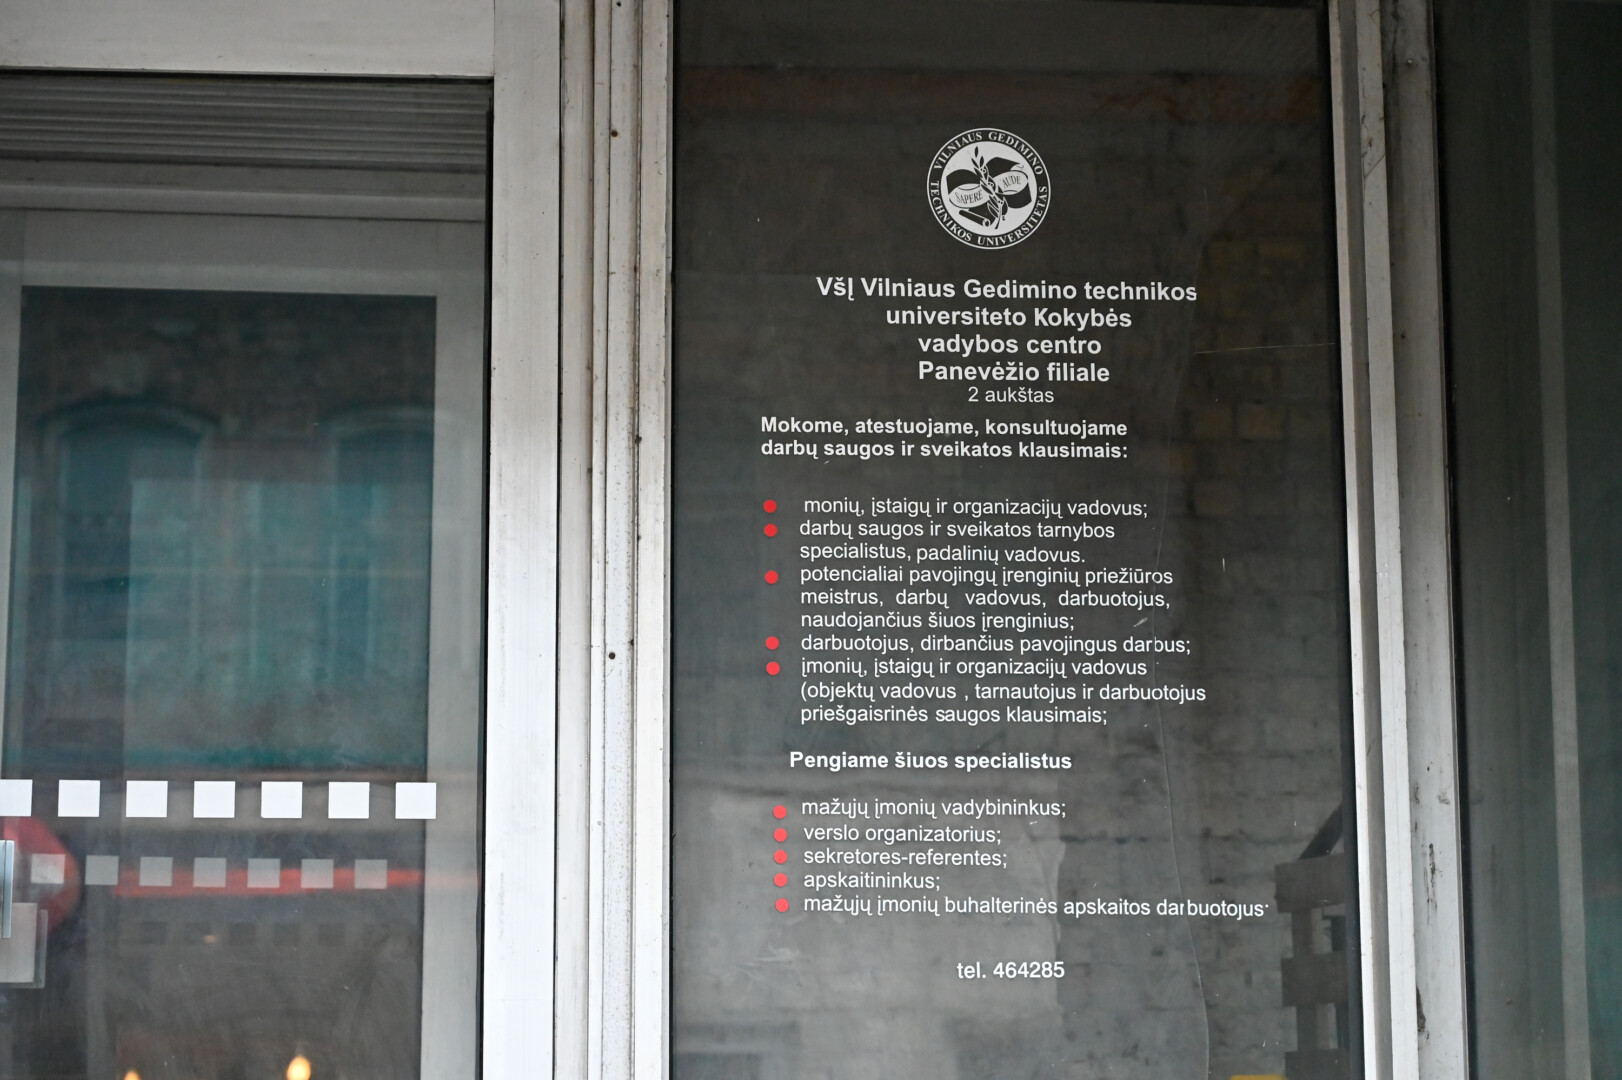 VILNIAUS GEDIMINO TECHNIKOS UNIVERSITETAS
SAPERE AUDE
VšĮ Vilniaus Gedimino technikos
universiteto Kokybės
vadybos centro
Panevėžio filiale
2 aukštas
Mokome, atestuojame, konsultuojame
darbų saugos ir sveikatos klausimais:
monių, įstaigų ir organizacijų vadovus;
darbų saugos ir sveikatos tarnybos
specialistus, padalinių vadovus.
potencialiai pavojingų įrenginių priežiūros
meistrus, darbų vadovus, darbuotojus,
naudojančius šiuos įrenginius;
darbuotojus, dirbančius pavojingus darbus;
įmonių, įstaigų ir organizacijų vadovus
(objektų vadovus , tarnautojus ir darbuotojus
priešgaisrinės saugos klausimais;
Pengiame šiuos specialistus
mažųjų įmonių vadybininkus;
verslo organizatorius;
sekretores-referentes;
apskaitininkus;
mažųjų įmonių buhalterinės apskaitos darbuotojus·
tel. 464285